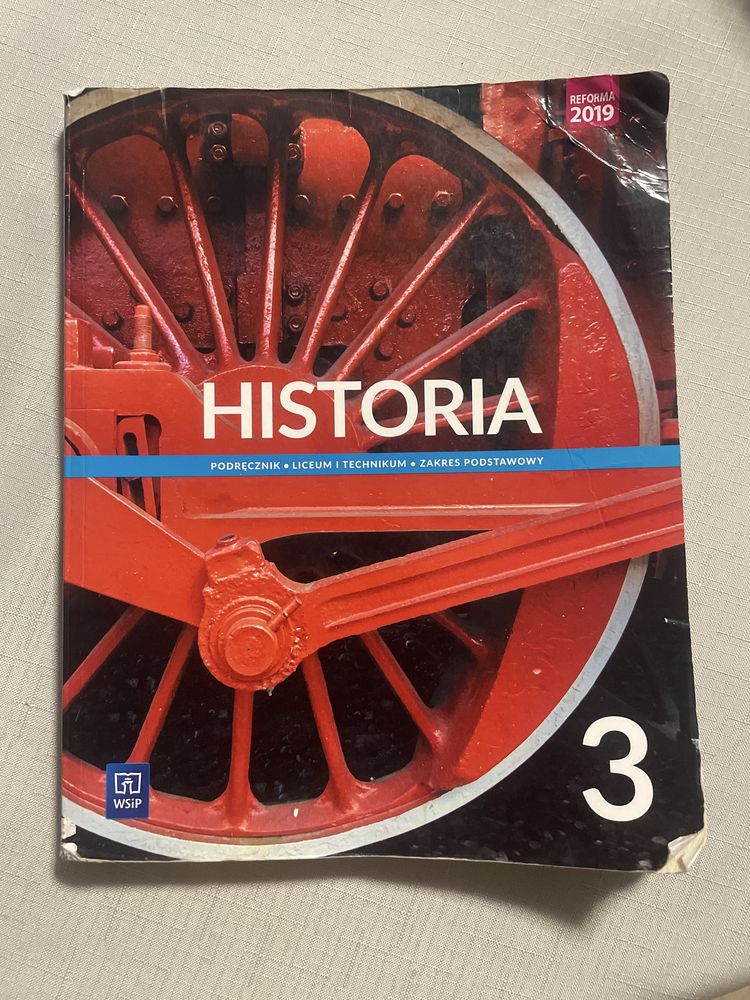 REFORMA
2019
HISTORIA
PODRĘCZNIK • LICEUM I TECHNIKUM • ZAKRES PODSTAWOWY
3
WSiP